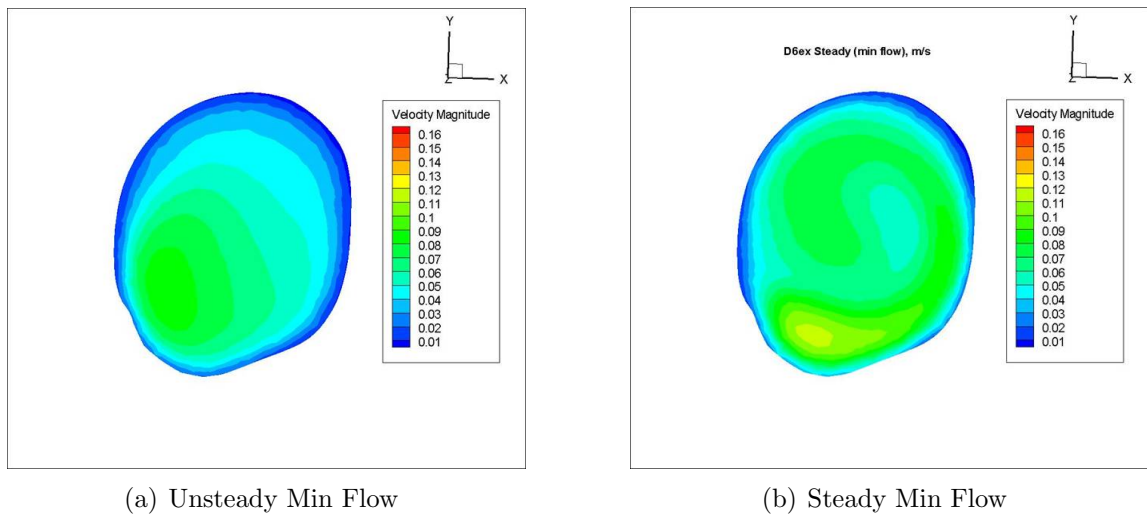 Y
X
Z
Velocity Magnitude
0.16
0.15
0.14
0.13
0.12
0.11
0.1
0.09
0.08
0.07
0.06
0.05
0.04
0.03
0.02
0.01
(a) Unsteady Min Flow
Y
X
Z
D6ex Steady (min flow), m/s
Velocity Magnitude
0.16
0.15
0.14
0.13
0.12
0.11
0.1
0.09
0.08
0.07
0.06
0.05
0.04
0.03
0.02
0.01
(b) Steady Min Flow